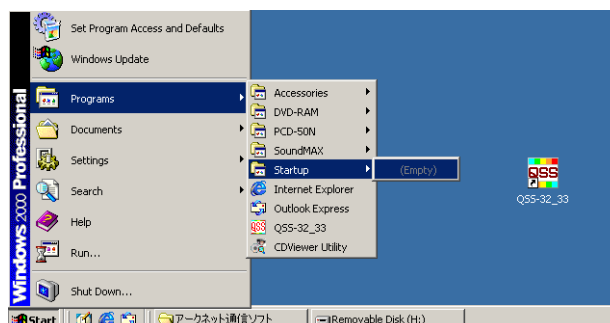 Set Program Access and Defaults
Windows Update
Programs
Documents
Settings
Search
Help
Run...
Shut Down...
Windows 2000 Professional
Accessories
DVD-RAM
PCD-50N
SoundMAX
Startup
Internet Explorer
Outlook Express
QSS-32_33
CDViewer Utility
(Empty)
QSS
QSS-32_33
Start
アークネット通信ソフト
Removable Disk (H:)